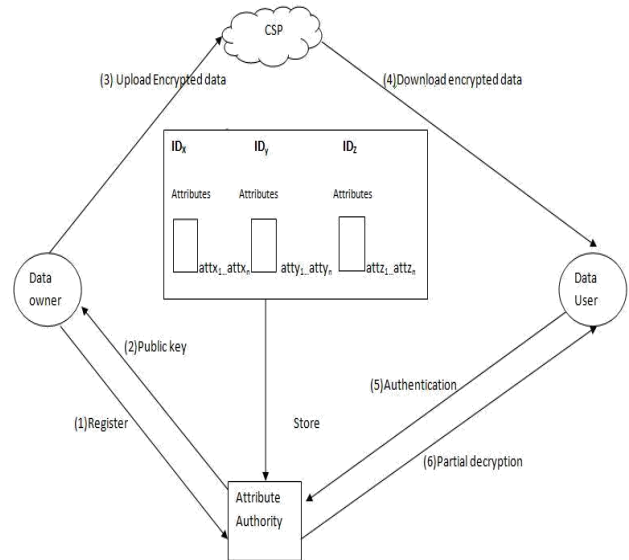 CSP
(3) Upload Encrypted data
(4)Download encrypted data
IDx IDy IDz
Attributes Attributes Attributes
attx1_attxn atty1_attyn attz1_attzn
Data
owner
Data
User
(2)Public key
(5)Authentication
(1)Register
Store
(6)Partial decryption
Attribute
Authority